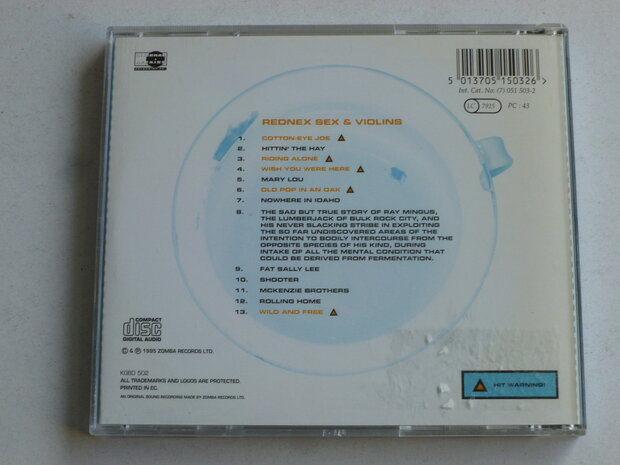 5 013705 150326 >
Int. Cat. No: (7) 051 503-2
LC 7925 PC : 43
REDNEX SEX & VIOLINS
1. COTTON-EYE JOE
2. HITTIN' THE HAY
3. RIDING ALONE
4. WISH YOU WERE HERE
5. MARY LOU
6. OLD POP IN AN OAK
7. NOWHERE IN IDAHO
8. THE SAD BUT TRUE STORY OF RAY MINGUS,
THE LUMBERJACK OF BULK ROCK CITY, AND
HIS NEVER SLACKING STRIBE IN EXPLOITING
THE SO FAR UNDISCOVERED AREAS OF THE
INTENTION TO BODILY INTERCOURSE FROM THE
OPPOSITE SPECIES OF HIS KIND, DURING
INTAKE OF ALL THE MENTAL CONDITION THAT
COULD BE DERIVED FROM FERMENTATION.
9. FAT SALLY LEE
10. SHOOTER
11. MCKENZIE BROTHERS
12. ROLLING HOME
13. WILD AND FREE
COMPACT
disc
DIGITAL AUDIO
© & ℗ 1995 ZOMBA RECORDS LTD.
KGBD 502
ALL TRADEMARKS AND LOGOS ARE PROTECTED.
PRINTED IN EC.
AN ORIGINAL SOUND RECORDING MADE BY ZOMBA RECORDS LTD.
HIT WARNING!